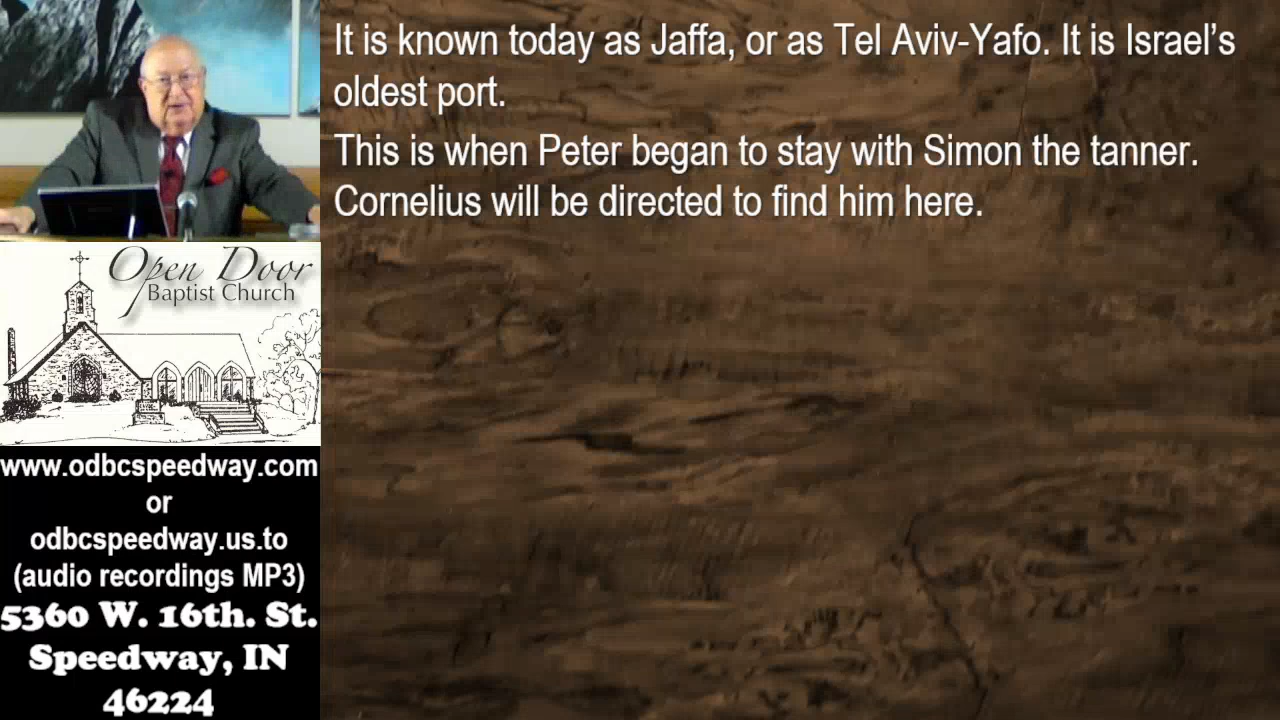 It is known today as Jaffa, or as Tel Aviv-Yafo. It is Israel’s
oldest port.
This is when Peter began to stay with Simon the tanner.
Cornelius will be directed to find him here.
Open Door
Baptist Church
www.odbcspeedway.com
or
odbcspeedway.us.to
(audio recordings MP3)
5360 W. 16th. St.
Speedway, IN
46224